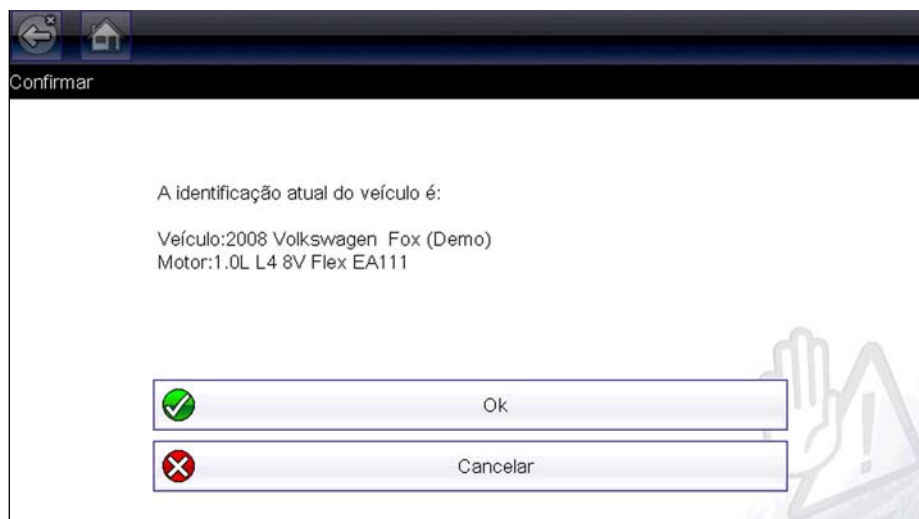 Confirmar
A identificação atual do veículo é:
Veículo:2008 Volkswagen Fox (Demo)
Motor:1.0L L4 8V Flex EA111
Ok
Cancelar